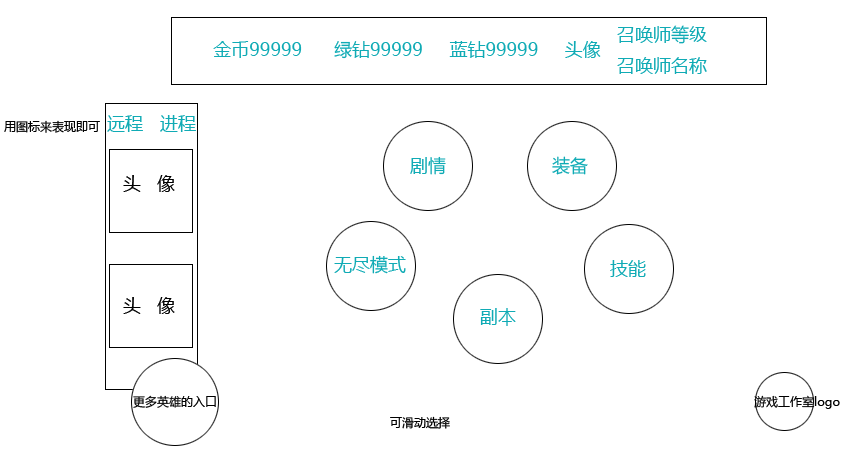 金币99999 绿钻99999 蓝钻99999 头像 召唤师等级
召唤师名称
用图标来表现即可
远程 进程
头 像
头 像
更多英雄的入口
剧情
装备
无尽模式
技能
副本
可滑动选择
游戏工作室logo